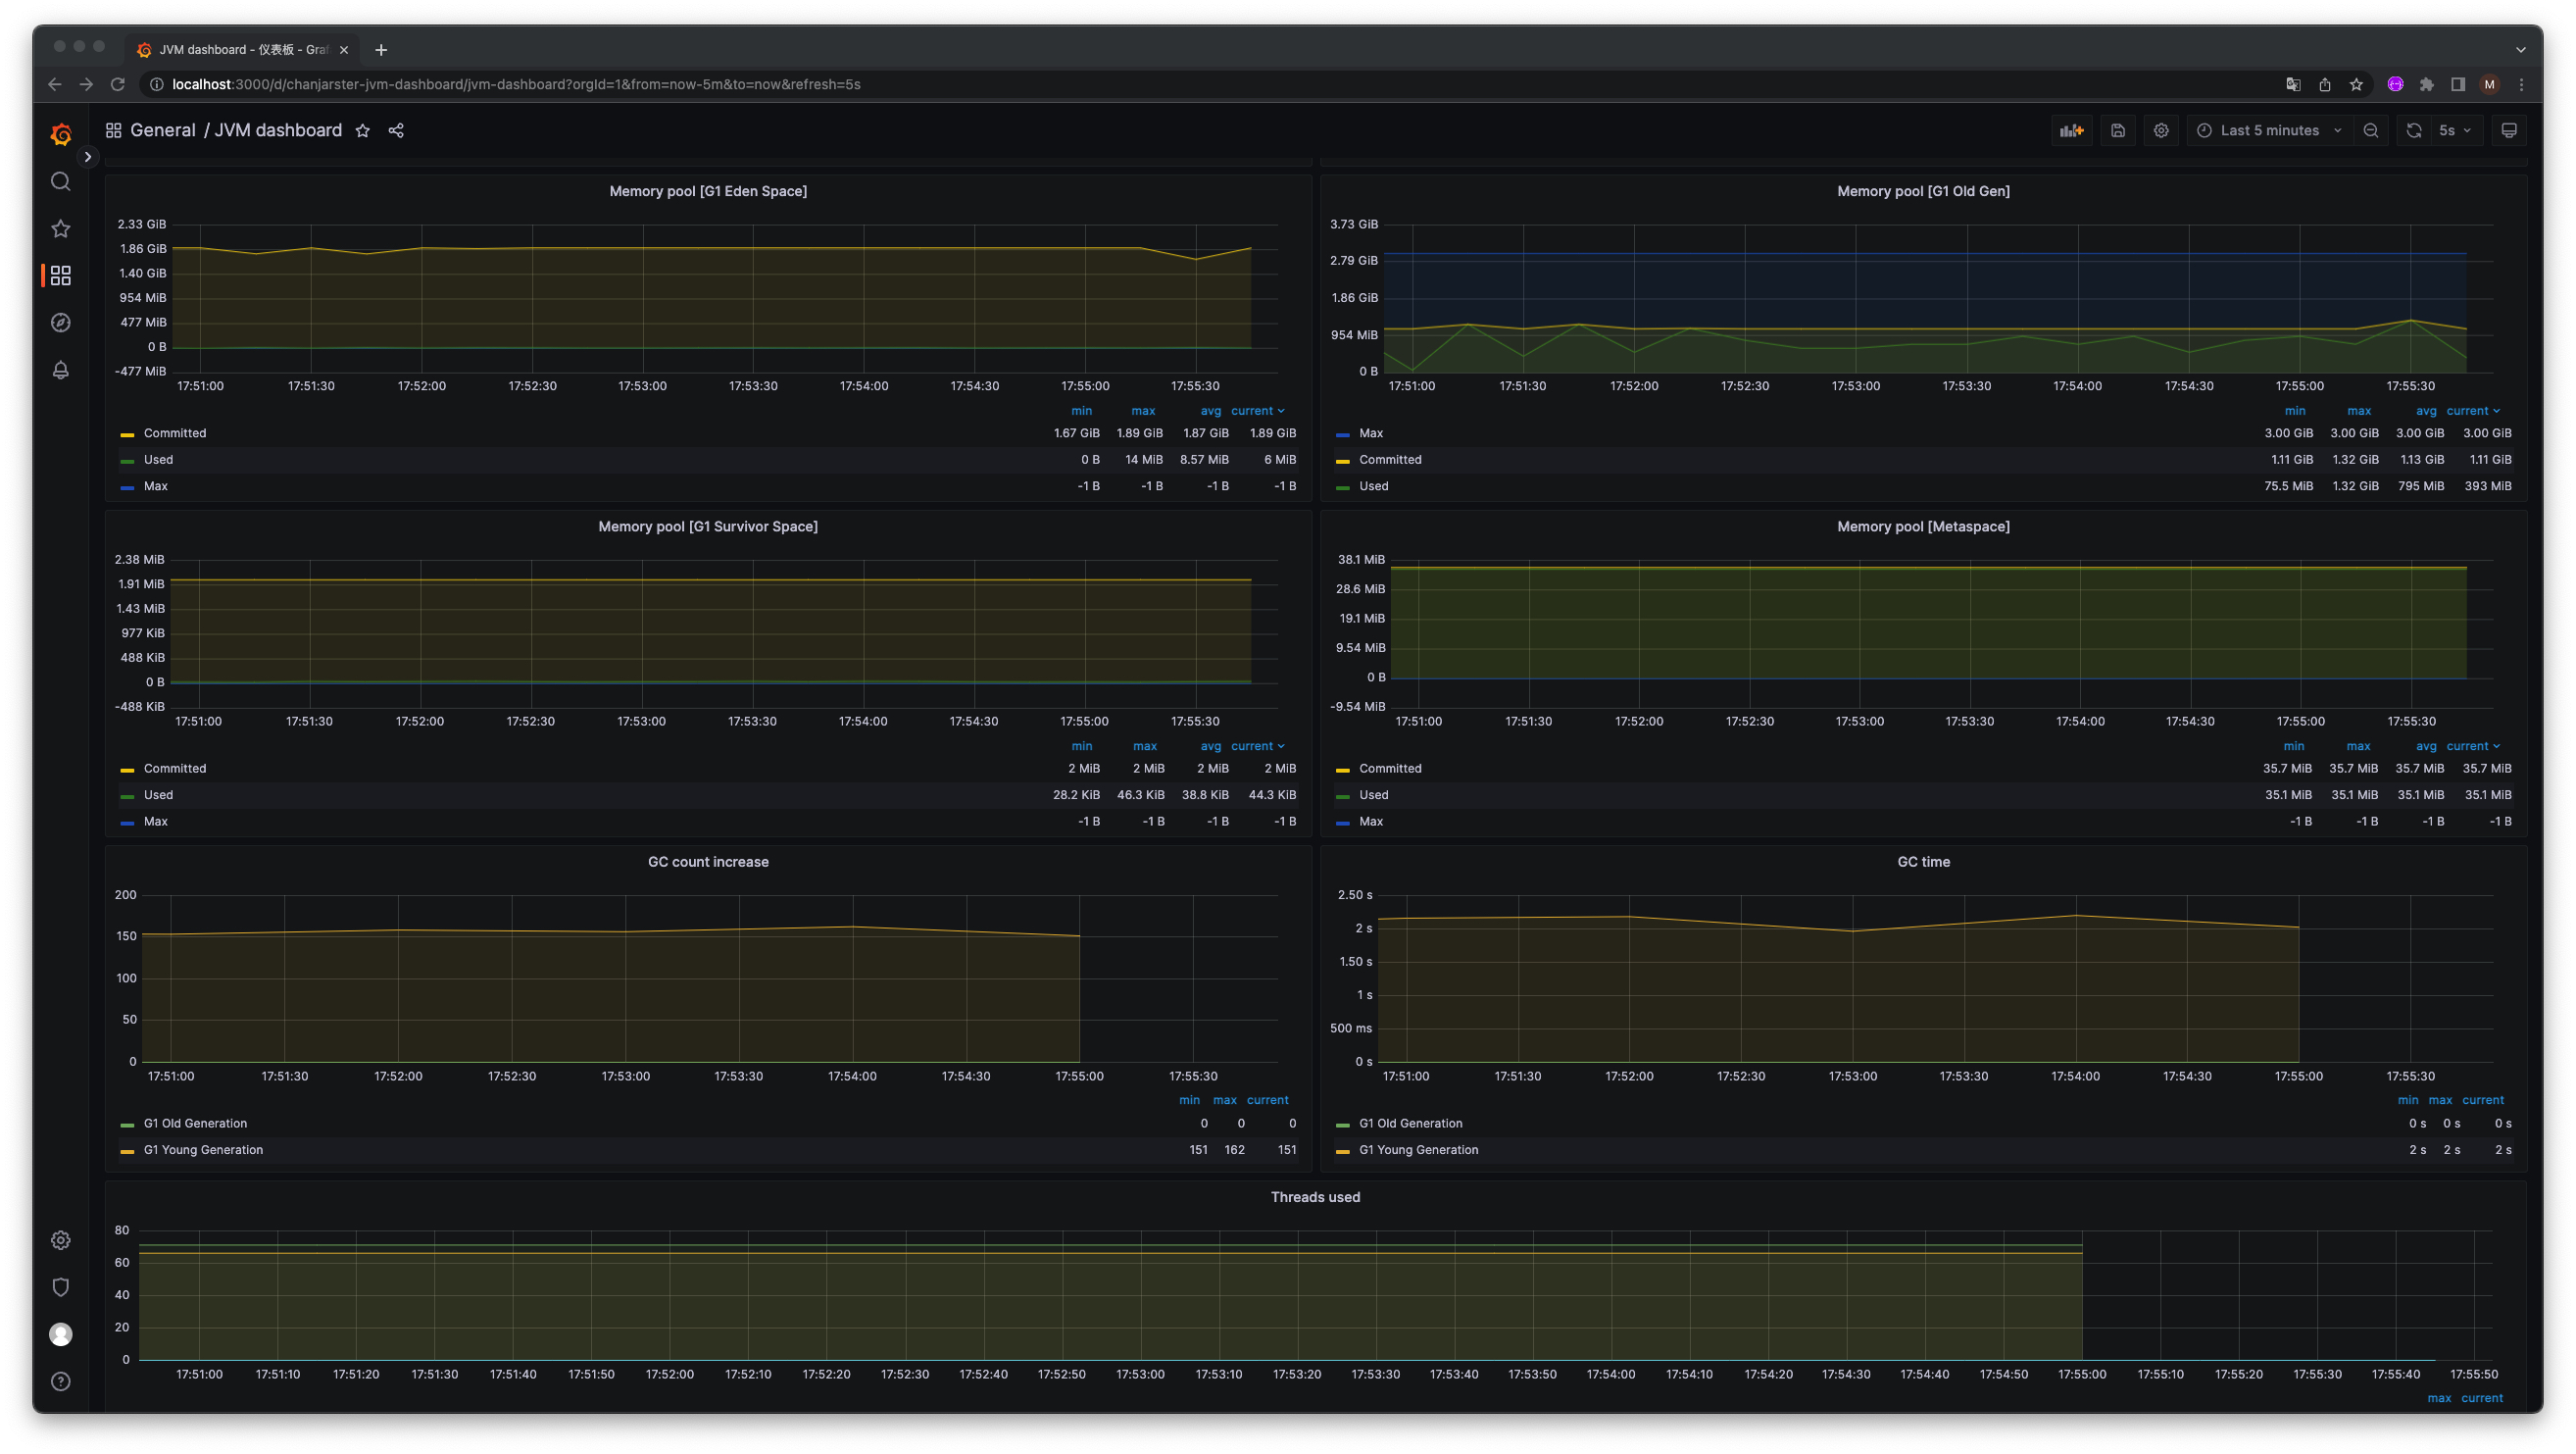 JVM dashboard - 仪表板 - Graf
localhost:3000/d/chanjarster-jvm-dashboard/jvm-dashboard?orgId=1&from=now-5m&to=now&refresh=5s
M
General / JVM dashboard
Last 5 minutes
5s
Memory pool [G1 Eden Space]
2.33 GiB
1.86 GiB
1.40 GiB
954 MiB
477 MiB
0 B
-477 MiB
17:51:00 17:51:30 17:52:00 17:52:30 17:53:00 17:53:30 17:54:00 17:54:30 17:55:00 17:55:30
min max avg current
Committed 1.67 GiB 1.89 GiB 1.87 GiB 1.89 GiB
Used 0 B 14 MiB 8.57 MiB 6 MiB
Max -1 B -1 B -1 B -1 B
Memory pool [G1 Old Gen]
3.73 GiB
2.79 GiB
1.86 GiB
954 MiB
0 B
17:51:00 17:51:30 17:52:00 17:52:30 17:53:00 17:53:30 17:54:00 17:54:30 17:55:00 17:55:30
min max avg current
Max 3.00 GiB 3.00 GiB 3.00 GiB 3.00 GiB
Committed 1.11 GiB 1.32 GiB 1.13 GiB 1.11 GiB
Used 75.5 MiB 1.32 GiB 795 MiB 393 MiB
Memory pool [G1 Survivor Space]
2.38 MiB
1.91 MiB
1.43 MiB
977 KiB
488 KiB
0 B
-488 KiB
17:51:00 17:51:30 17:52:00 17:52:30 17:53:00 17:53:30 17:54:00 17:54:30 17:55:00 17:55:30
min max avg current
Committed 2 MiB 2 MiB 2 MiB 2 MiB
Used 28.2 KiB 46.3 KiB 38.8 KiB 44.3 KiB
Max -1 B -1 B -1 B -1 B
Memory pool [Metaspace]
38.1 MiB
28.6 MiB
19.1 MiB
9.54 MiB
0 B
-9.54 MiB
17:51:00 17:51:30 17:52:00 17:52:30 17:53:00 17:53:30 17:54:00 17:54:30 17:55:00 17:55:30
min max avg current
Committed 35.7 MiB 35.7 MiB 35.7 MiB 35.7 MiB
Used 35.1 MiB 35.1 MiB 35.1 MiB 35.1 MiB
Max -1 B -1 B -1 B -1 B
GC count increase
200
150
100
50
0
17:51:00 17:51:30 17:52:00 17:52:30 17:53:00 17:53:30 17:54:00 17:54:30 17:55:00 17:55:30
min max current
G1 Old Generation 0 0 0
G1 Young Generation 151 162 151
GC time
2.50 s
2 s
1.50 s
1 s
500 ms
0 s
17:51:00 17:51:30 17:52:00 17:52:30 17:53:00 17:53:30 17:54:00 17:54:30 17:55:00 17:55:30
min max current
G1 Old Generation 0 s 0 s 0 s
G1 Young Generation 2 s 2 s 2 s
Threads used
80
60
40
20
0
17:51:00 17:51:10 17:51:20 17:51:30 17:51:40 17:51:50 17:52:00 17:52:10 17:52:20 17:52:30 17:52:40 17:52:50 17:53:00 17:53:10 17:53:20 17:53:30 17:53:40 17:53:50 17:54:00 17:54:10 17:54:20 17:54:30 17:54:40 17:54:50 17:55:00 17:55:10 17:55:20 17:55:30 17:55:40 17:55:50
max current